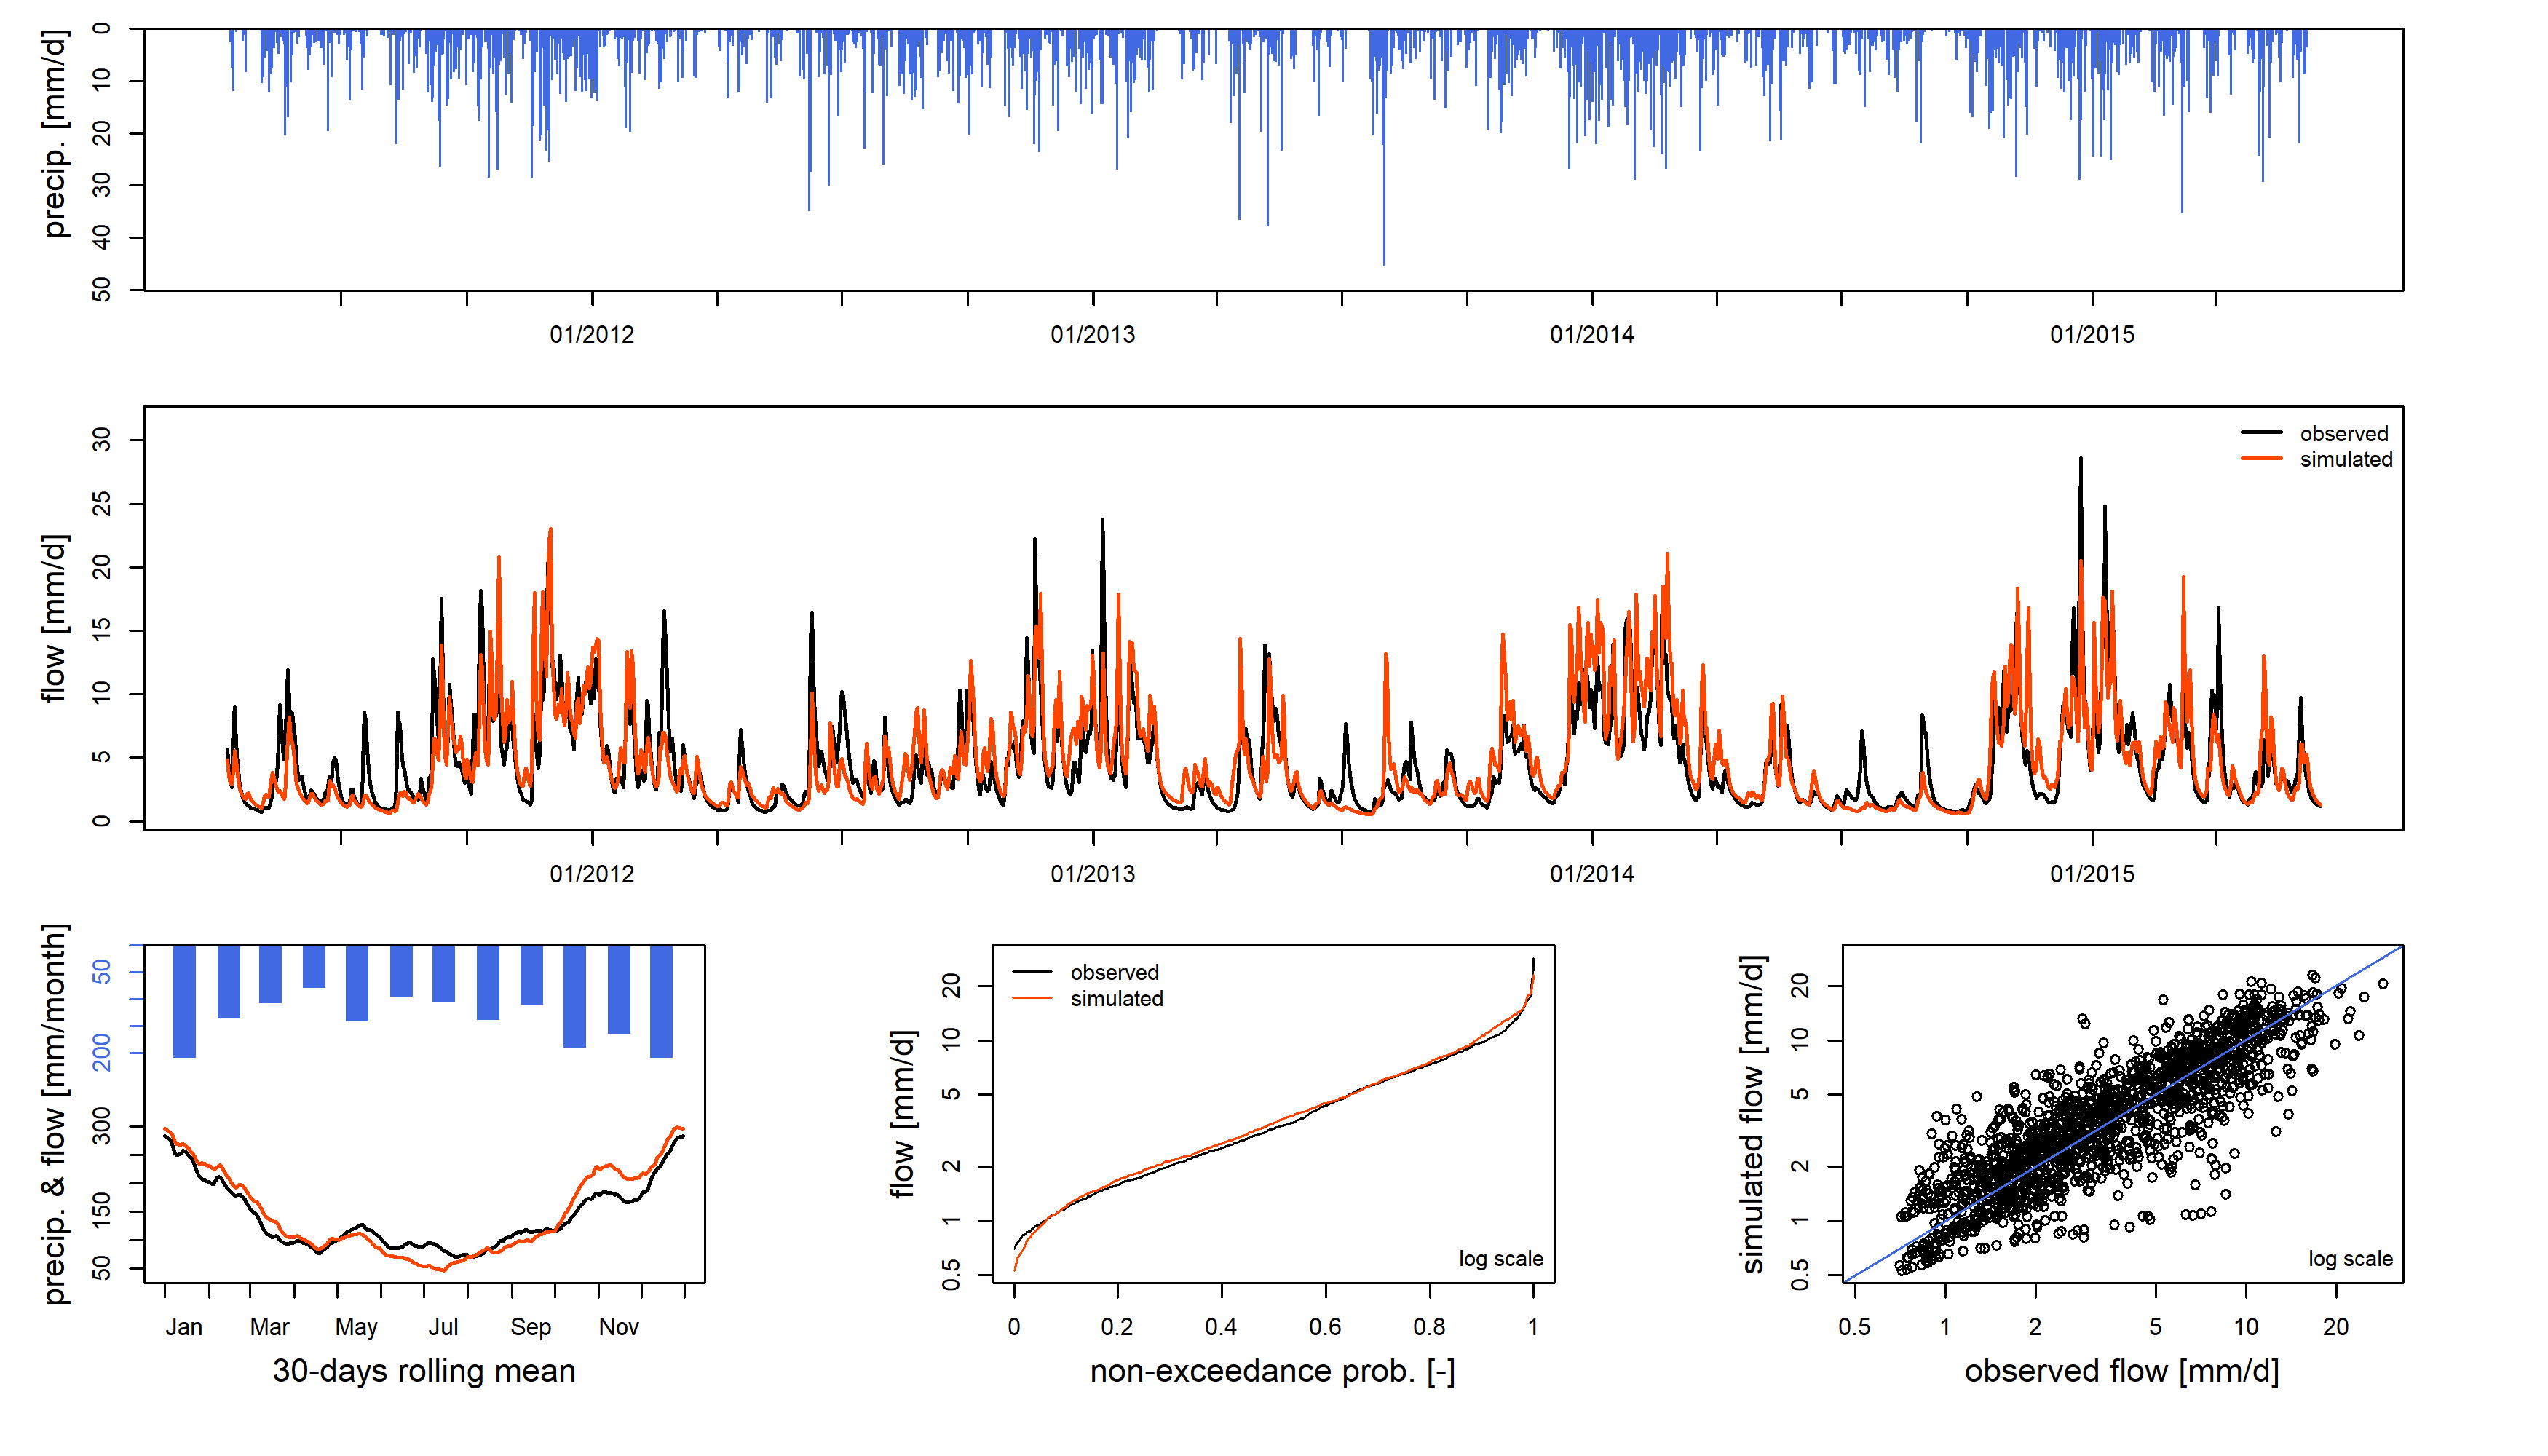 precip. [mm/d]
0
10
20
30
40
50
01/2012
01/2013
01/2014
01/2015
flow [mm/d]
30
25
20
15
10
5
0
observed
simulated
01/2012
01/2013
01/2014
01/2015
precip. & flow [mm/month]
50
200
300
150
50
Jan
Mar
May
Jul
Sep
Nov
30-days rolling mean
flow [mm/d]
20
10
5
2
1
0.5
observed
simulated
log scale
0
0.2
0.4
0.6
0.8
1
non-exceedance prob. [-]
simulated flow [mm/d]
20
10
5
2
1
0.5
log scale
0.5
1
2
5
10
20
observed flow [mm/d]